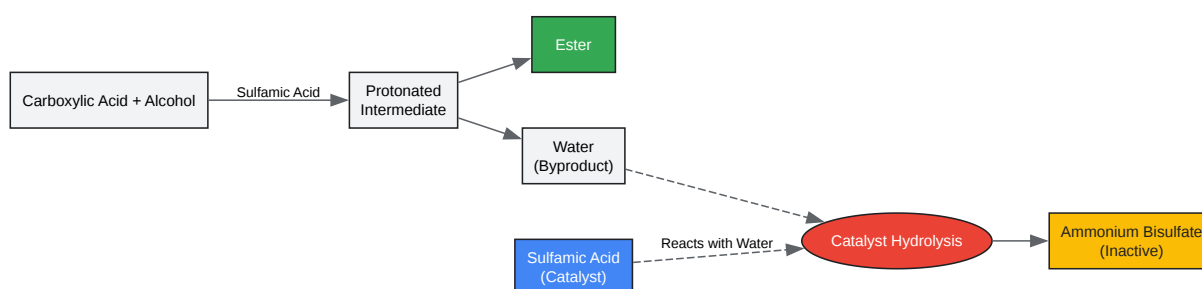 Ester
Carboxylic Acid + Alcohol
Sulfamic Acid
Protonated
Intermediate
Water
(Byproduct)
Sulfamic Acid
(Catalyst)
Reacts with Water
Catalyst Hydrolysis
Ammonium Bisulfate
(Inactive)